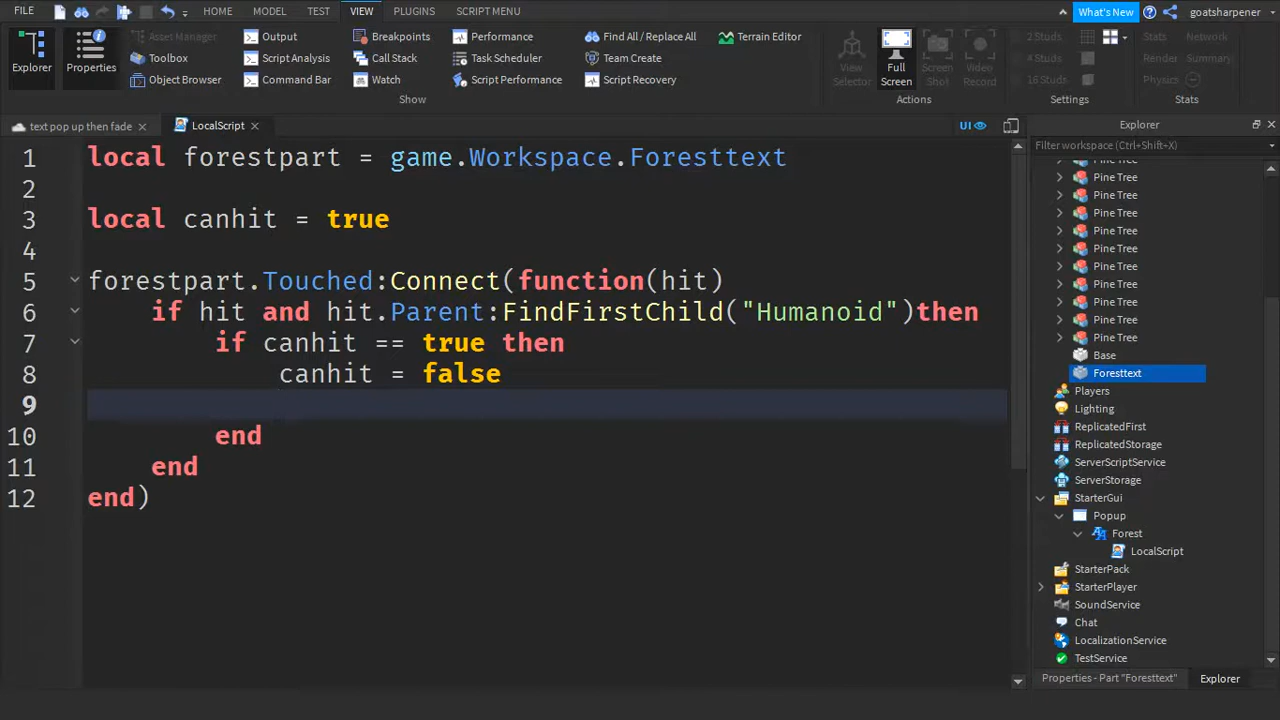 FILE HOME MODEL TEST VIEW PLUGINS SCRIPT MENU What's New goatsharpener
Explorer
Properties
Asset Manager
Toolbox
Object Browser
Output
Script Analysis
Command Bar
Breakpoints
Call Stack
Watch
Performance
Task Scheduler
Script Performance
Find All / Replace All
Team Create
Script Recovery
Terrain Editor
Show
View Selector
Full Screen
Screen Shot
Video Record
Actions
2 Studs
4 Studs
16 Studs
Settings
Stats Network
Render Summary
Physics
Stats
text pop up then fade LocalScript UI
1 local forestpart = game.Workspace.Foresttext
2
3 local canhit = true
4
5 forestpart.Touched:Connect(function(hit)
6 if hit and hit.Parent:FindFirstChild("Humanoid")then
7 if canhit == true then
8 canhit = false
9
10 end
11 end
12 end)
Explorer
Filter workspace (Ctrl+Shift+X)
Pine Tree
Pine Tree
Pine Tree
Pine Tree
Pine Tree
Pine Tree
Pine Tree
Pine Tree
Pine Tree
Pine Tree
Pine Tree
Base
Foresttext
Players
Lighting
ReplicatedFirst
ReplicatedStorage
ServerScriptService
ServerStorage
StarterGui
Popup
Forest
LocalScript
StarterPack
StarterPlayer
SoundService
Chat
LocalizationService
TestService
Properties - Part "Foresttext" Explorer